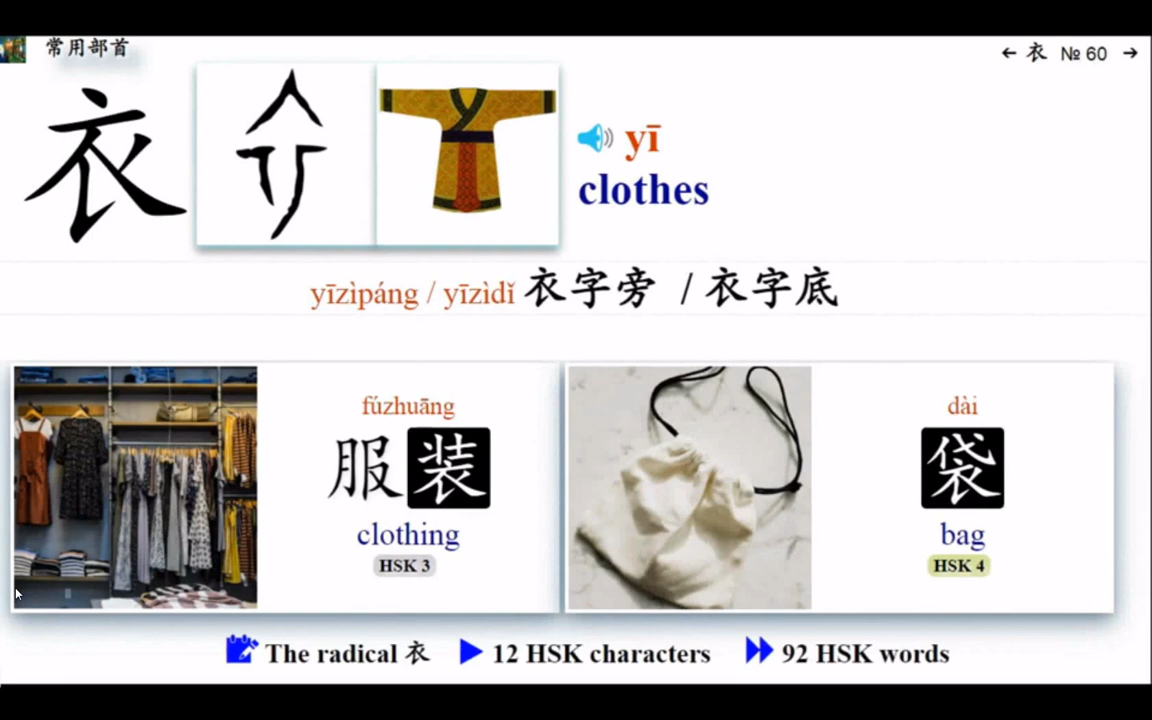 常用部首
← 衣 № 60 →
衣
yī
clothes
yīzìpáng / yīzìdǐ 衣字旁 / 衣字底
fúzhuāng
服装
clothing
HSK 3
dài
袋
bag
HSK 4
The radical 衣
12 HSK characters
92 HSK words